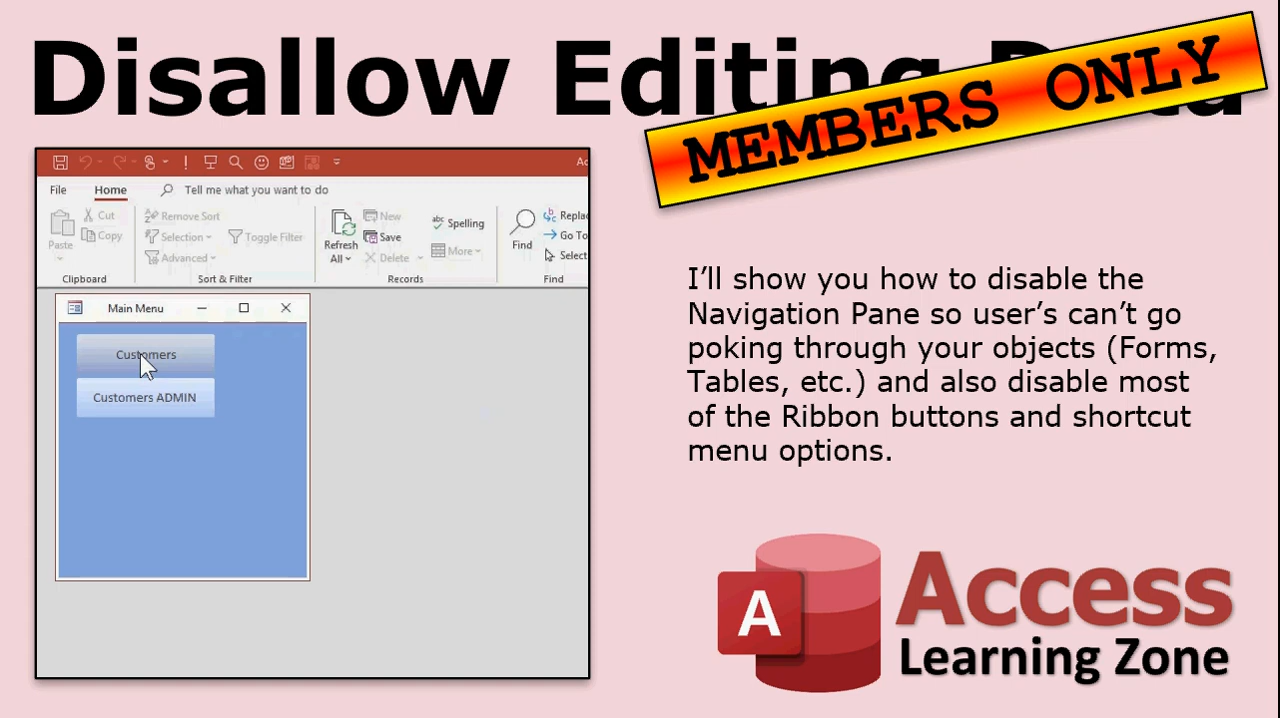 Disallow Editing
MEMBERS ONLY
File Home Tell me what you want to do
Paste
Cut
Copy
Clipboard
Remove Sort
Selection
Advanced
Toggle Filter
Sort & Filter
Refresh
All
New
Save
Delete
Spelling
More
Records
Find
Replac
Go To
Select
Find
Main Menu
Customers
Customers ADMIN
I’ll show you how to disable the
Navigation Pane so user’s can’t go
poking through your objects (Forms,
Tables, etc.) and also disable most
of the Ribbon buttons and shortcut
menu options.
A
Access
Learning Zone